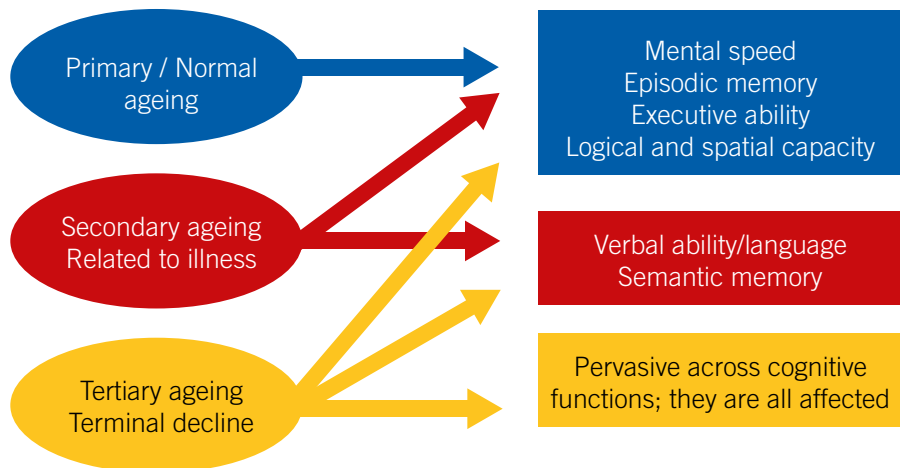 Primary / Normal
ageing
Mental speed
Episodic memory
Executive ability
Logical and spatial capacity
Secondary ageing
Related to illness
Verbal ability/language
Semantic memory
Tertiary ageing
Terminal decline
Pervasive across cognitive
functions; they are all affected